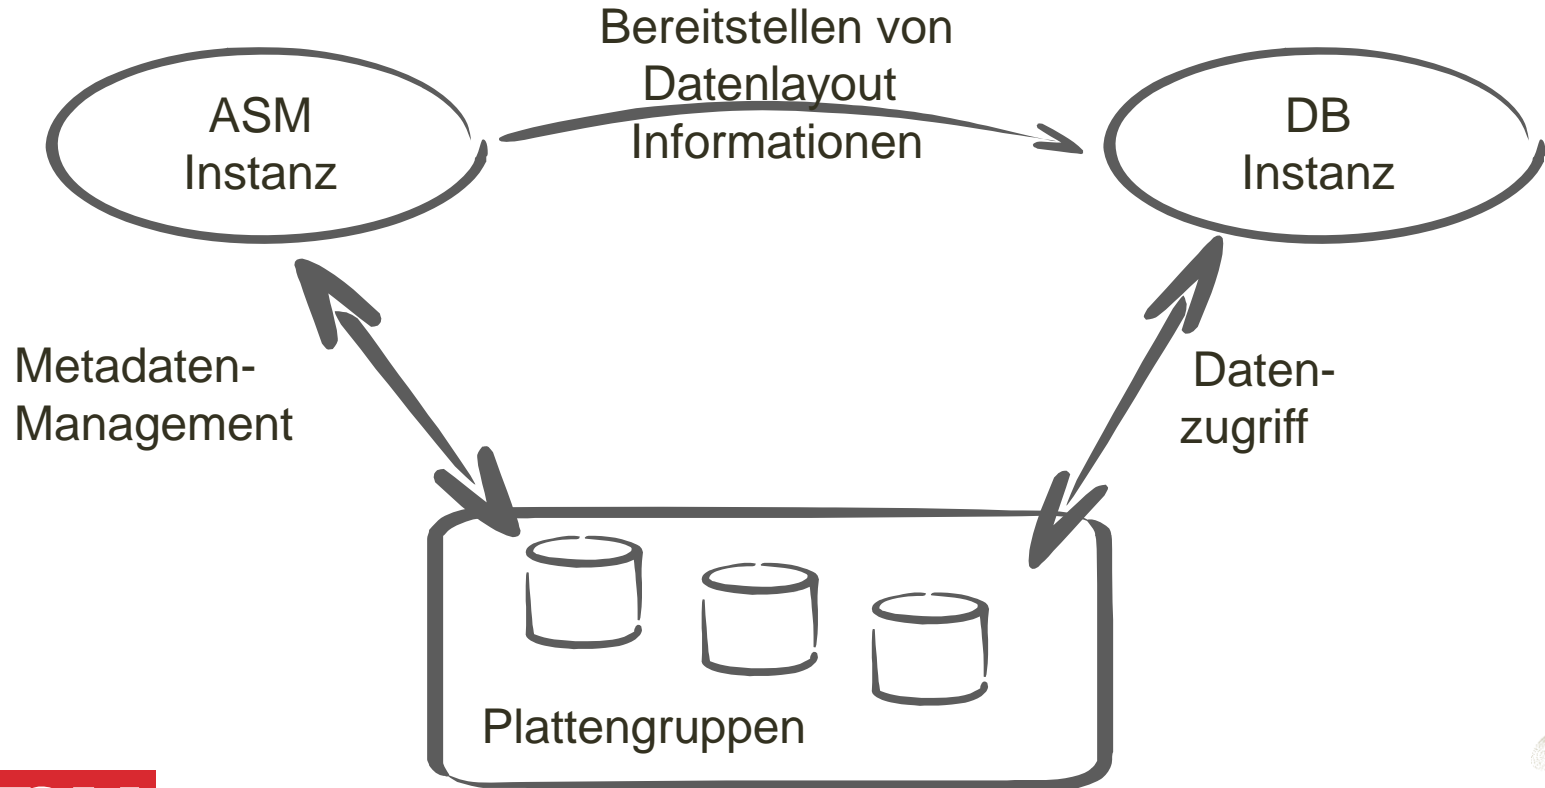 Bereitstellen von
Datenlayout
Informationen
ASM
Instanz
DB
Instanz
Metadaten-
Management
Daten-
zugriff
Plattengruppen